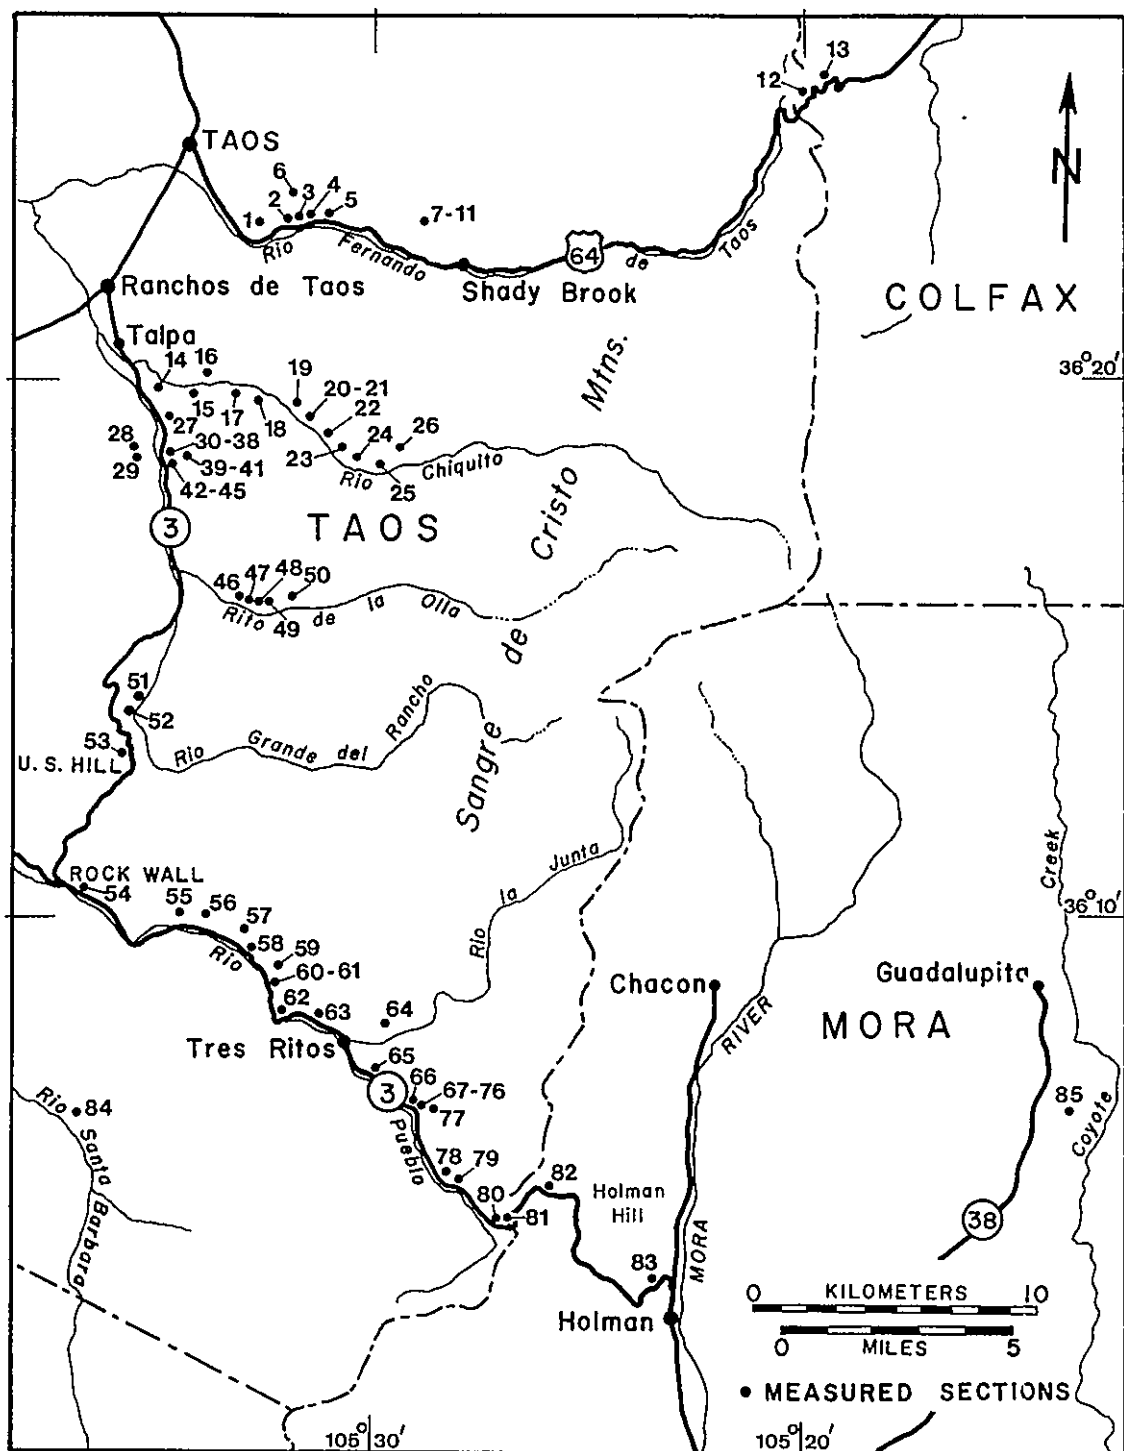 13
12
TAOS
N
6
4
3
2
5
1
7-11
Rio Fernando de Taos
64
Shady Brook
Ranchos de Taos
COLFAX
Talpa
Sangre de Cristo Mtns.
36° 20'
14
16
19
20-21
15
17
18
22
27
26
28
30-38
23
24
29
39-41
Rio Chiquito
25
42-45
TAOS
3
46
47
48
50
Rito de la Olla
49
51
52
Rio Grande del Rancho
53
U.S. HILL
ROCK WALL
54
55
56
57
58
59
Rio Pueblo
60-61
Rio la Junta
Creek
36° 10'
Chacon
Guadalupita
62
63
64
MORA
RIVER
Tres Ritos
65
3
66
67-76
77
85
Coyote
Rio Santa Barbara
84
78
79
82
80
81
Holman
Hill
38
MORA
83
Holman
0 KILOMETERS 10
0 MILES 5
MEASURED SECTIONS
105° 30'
105° 20'